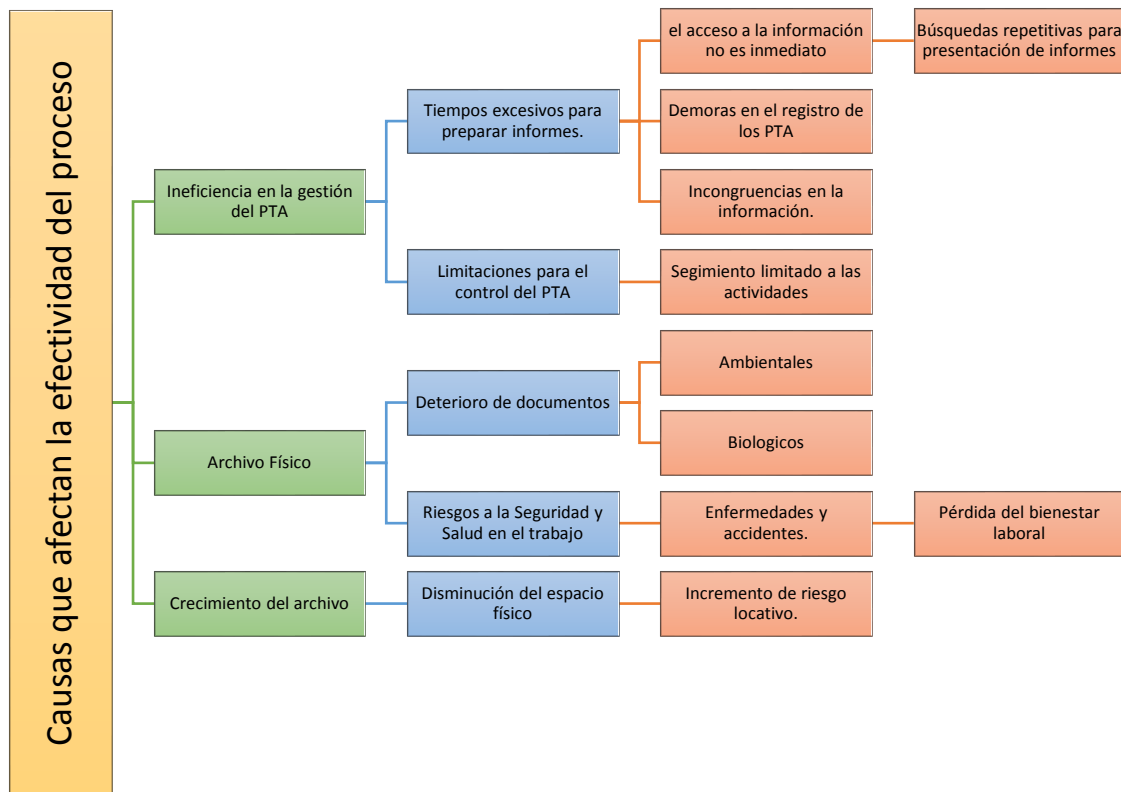 Causas que afectan la efectividad del proceso
Ineficiencia en la gestión
del PTA
Tiempos excesivos para
preparar informes.
el acceso a la información
no es inmediato
Búsquedas repetitivas para
presentación de informes
Demoras en el registro de
los PTA
Incongruencias en la
información.
Limitaciones para el
control del PTA
Segimiento limitado a las
actividades
Archivo Físico
Deterioro de documentos
Ambientales
Biologicos
Riesgos a la Seguridad y
Salud en el trabajo
Enfermedades y
accidentes.
Pérdida del bienestar
laboral
Crecimiento del archivo
Disminución del espacio
físico
Incremento de riesgo
locativo.